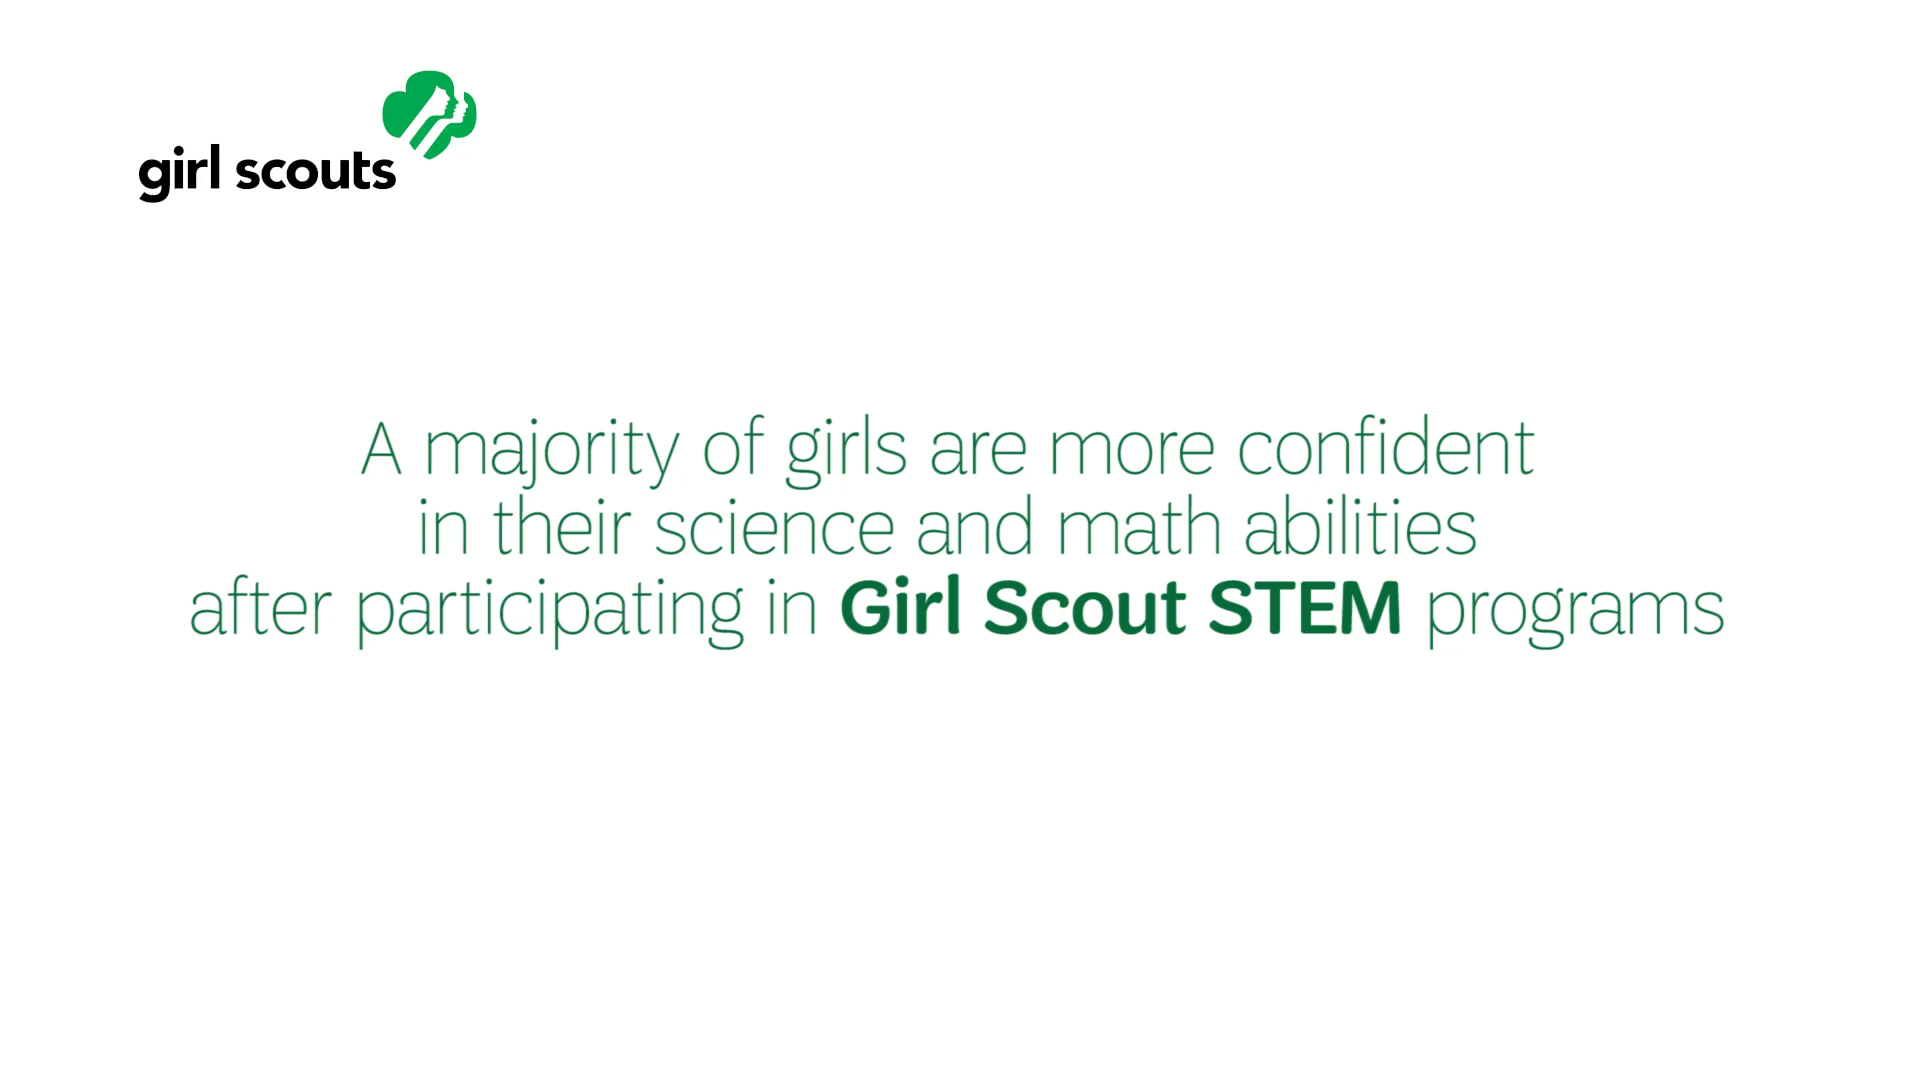 girl scouts
A majority of girls are more confident
in their science and math abilities
after participating in Girl Scout STEM programs